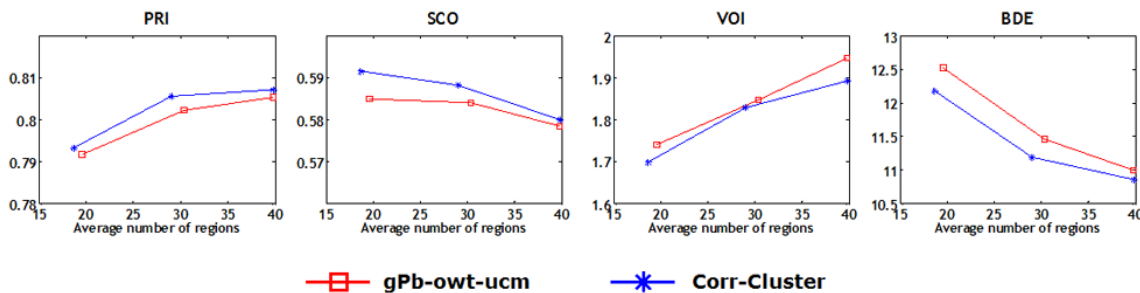 PRI SCO VOI BDE
0.81 0.59 2 13
0.8 0.58 1.9 12.5
0.79 0.57 1.8 12
0.78 1.7 11.5
1.6 11
10.5
15 20 25 30 35 40 15 20 25 30 35 40 15 20 25 30 35 40 15 20 25 30 35 40
Average number of regions Average number of regions Average number of regions Average number of regions
gPb-owt-ucm Corr-Cluster